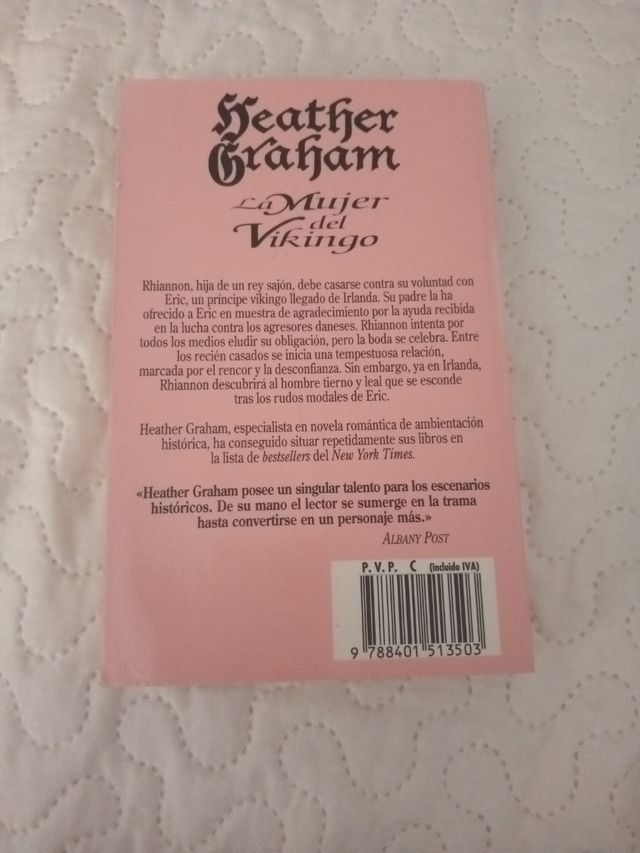 Heather
Graham
La Mujer
del
Vikingo
Rhiannon, hija de un rey sajón, debe casarse contra su voluntad con
Eric, un príncipe vikingo llegado de Irlanda. Su padre la ha
ofrecido a Eric en muestra de agradecimiento por la ayuda recibida
en la lucha contra los agresores daneses. Rhiannon intenta por
todos los medios eludir su obligación, pero la boda se celebra. Entre
los recién casados se inicia una tempestuosa relación,
marcada por el rencor y la desconfianza. Sin embargo, ya en Irlanda,
Rhiannon descubrirá al hombre tierno y leal que se esconde
tras los rudos modales de Eric.
Heather Graham, especialista en novela romántica de ambientación
histórica, ha conseguido situar repetidamente sus libros en
la lista de bestsellers del New York Times.
«Heather Graham posee un singular talento para los escenarios
históricos. De su mano el lector se sumerge en la trama
hasta convertirse en un personaje más.»
ALBANY POST
P.V.P. C (incluido IVA)
9 788401 513503